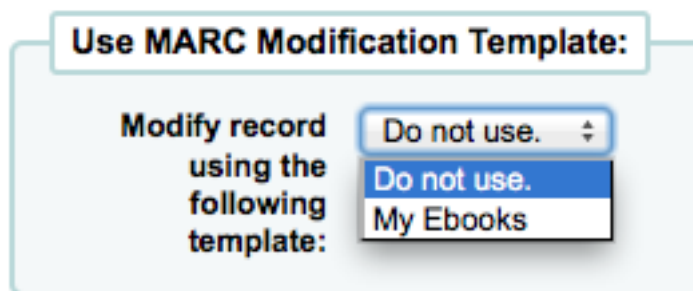 Use MARC Modification Template:
Modify record
using the
following
template:
Do not use.
Do not use.
My Ebooks